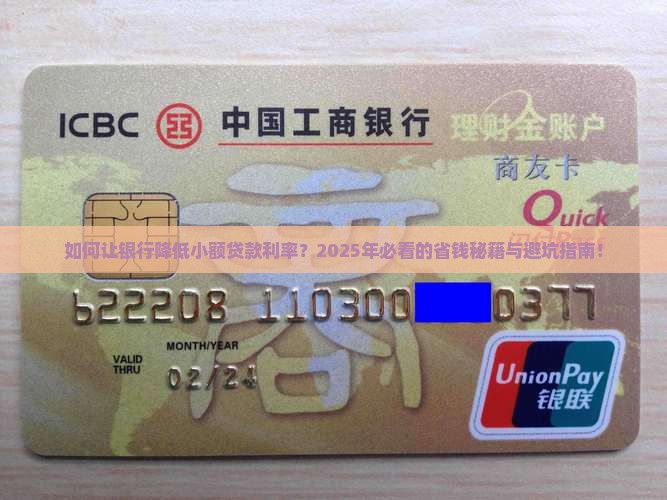 ICBC 中国工商银行 理财金账户
商友卡
Quick
如何让银行降低小额贷款利率？2025年必看的省钱秘籍与避坑指南！
622208 110300 0377
MONTH/YEAR
VALID THRU
02/24
UnionPay
银联
商